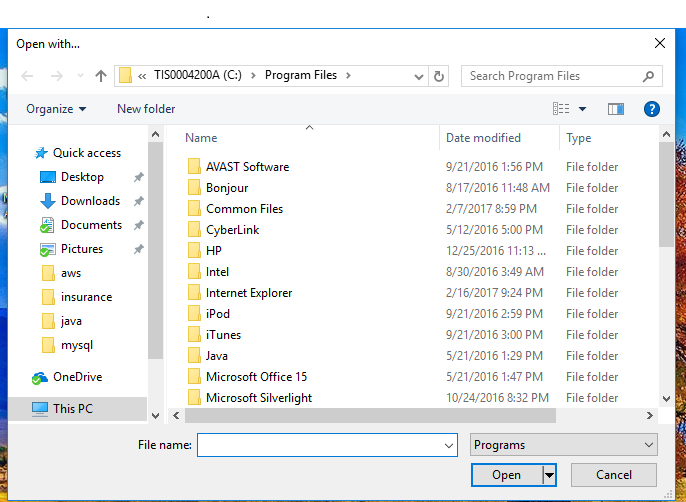 Open with...
« TIS0004200A (C:) > Program Files >
Search Program Files
Organize New folder
?
Name Date modified Type
Quick access
Desktop
Downloads
Documents
Pictures
aws
insurance
java
mysql
OneDrive
This PC
AVAST Software 9/21/2016 1:56 PM File folder
Bonjour 8/17/2016 11:48 AM File folder
Common Files 2/7/2017 8:59 PM File folder
CyberLink 5/12/2016 5:00 PM File folder
HP 12/25/2016 11:13 ... File folder
Intel 8/30/2016 3:49 AM File folder
Internet Explorer 2/16/2017 9:24 PM File folder
iPod 9/21/2016 2:59 PM File folder
iTunes 9/21/2016 3:00 PM File folder
Java 5/21/2016 1:29 PM File folder
Microsoft Office 15 5/21/2016 1:47 PM File folder
Microsoft Silverlight 10/24/2016 8:32 PM File folder
File name:
Programs
Open Cancel